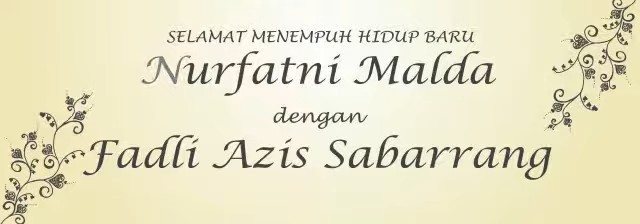 SELAMAT MENEMPUH HIDUP BARU
Nurfatni Malda
dengan
Fadli Azis Sabarrang